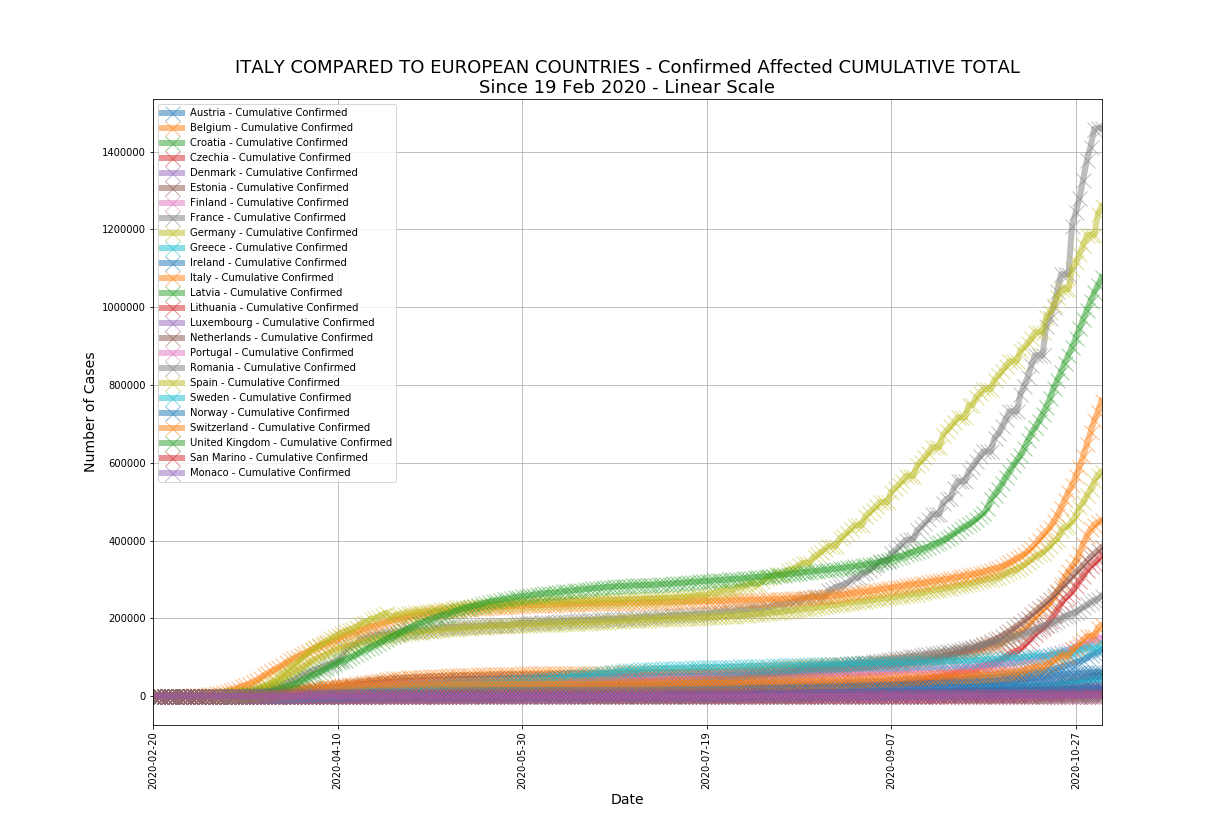 ITALY COMPARED TO EUROPEAN COUNTRIES - Confirmed Affected CUMULATIVE TOTAL
Since 19 Feb 2020 - Linear Scale
Austria - Cumulative Confirmed
Belgium - Cumulative Confirmed
Croatia - Cumulative Confirmed
Czechia - Cumulative Confirmed
Denmark - Cumulative Confirmed
Estonia - Cumulative Confirmed
Finland - Cumulative Confirmed
France - Cumulative Confirmed
Germany - Cumulative Confirmed
Greece - Cumulative Confirmed
Ireland - Cumulative Confirmed
Italy - Cumulative Confirmed
Latvia - Cumulative Confirmed
Lithuania - Cumulative Confirmed
Luxembourg - Cumulative Confirmed
Netherlands - Cumulative Confirmed
Portugal - Cumulative Confirmed
Romania - Cumulative Confirmed
Spain - Cumulative Confirmed
Sweden - Cumulative Confirmed
Norway - Cumulative Confirmed
Switzerland - Cumulative Confirmed
United Kingdom - Cumulative Confirmed
San Marino - Cumulative Confirmed
Monaco - Cumulative Confirmed
Number of Cases
1400000
1200000
1000000
800000
600000
400000
200000
0
2020-02-20
2020-04-10
2020-05-30
2020-07-19
2020-09-07
2020-10-27
Date